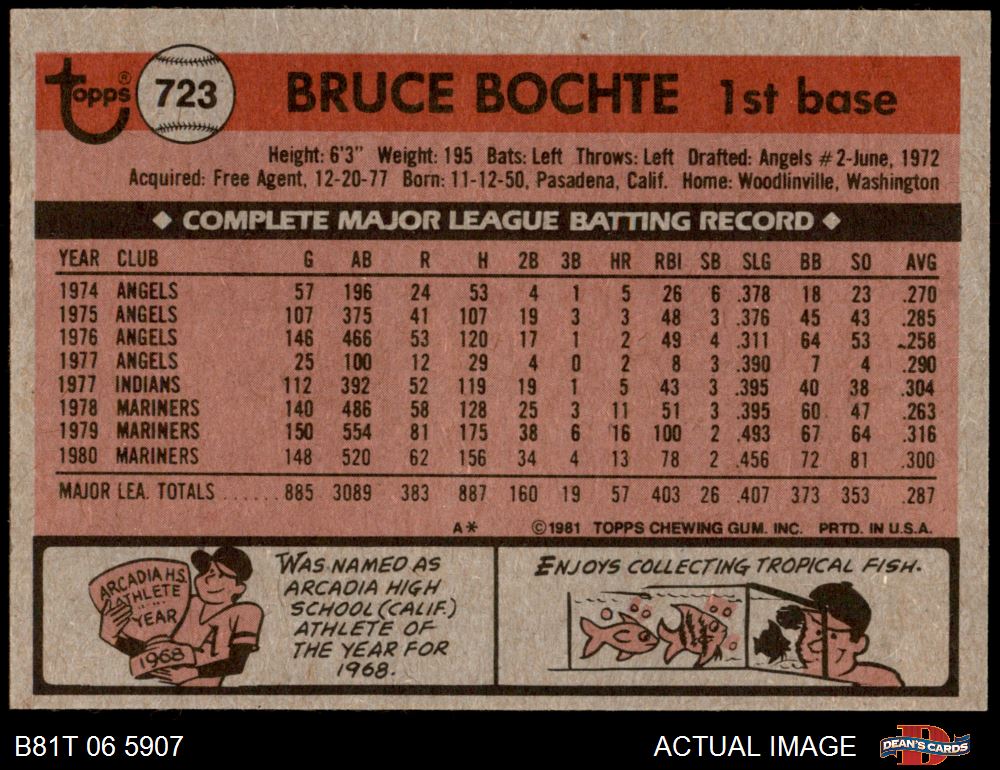 topps® 723 BRUCE BOCHTE 1st base
Height: 6'3" Weight: 195 Bats: Left Throws: Left Drafted: Angels #2-June, 1972
Acquired: Free Agent, 12-20-77 Born: 11-12-50, Pasadena, Calif. Home: Woodlinville, Washington
◆ COMPLETE MAJOR LEAGUE BATTING RECORD ◆
YEAR CLUB G AB R H 2B 3B HR RBI SB SLG BB SO AVG
1974 ANGELS 57 196 24 53 4 1 5 26 6 .378 18 23 .270
1975 ANGELS 107 375 41 107 19 3 3 48 3 .376 45 43 .285
1976 ANGELS 146 466 53 120 17 1 2 49 4 .311 64 53 .258
1977 ANGELS 25 100 12 29 4 0 2 8 3 .390 7 4 .290
1977 INDIANS 112 392 52 119 19 1 5 43 3 .395 40 38 .304
1978 MARINERS 140 486 58 128 25 3 11 51 3 .395 60 47 .263
1979 MARINERS 150 554 81 175 38 6 16 100 2 .493 67 64 .316
1980 MARINERS 148 520 62 156 34 4 13 78 2 .456 72 81 .300
MAJOR LEA. TOTALS ...... 885 3089 383 887 160 19 57 403 26 .407 373 353 .287
A* ©1981 TOPPS CHEWING GUM. INC. PRTD. IN U.S.A.
ARCADIA H.S.
ATHLETE
YEAR
1968
A
WAS NAMED AS
ARCADIA HIGH
SCHOOL (CALIF.)
ATHLETE OF
THE YEAR FOR
1968.
ENJOYS COLLECTING TROPICAL FISH.
B81T 06 5907 ACTUAL IMAGE D DEAN'S CARDS